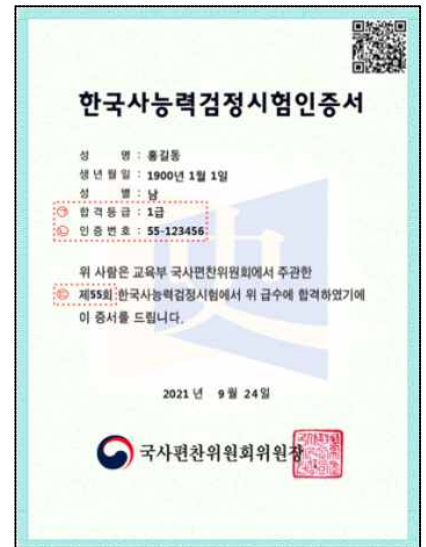 한국사능력검정시험인증서
성 명 : 홍길동
생 년 월 일 : 1900년 1월 1일
성 별 : 남
㉠ 합 격 등 급 : 1급
㉡ 인 증 번 호 : 55-123456
위 사람은 교육부 국사편찬위원회에서 주관한
㉢ 제55회 한국사능력검정시험에서 위 급수에 합격하였기에
이 증서를 드립니다.
2021 년 9 월 24 일
국사편찬위원회위원장